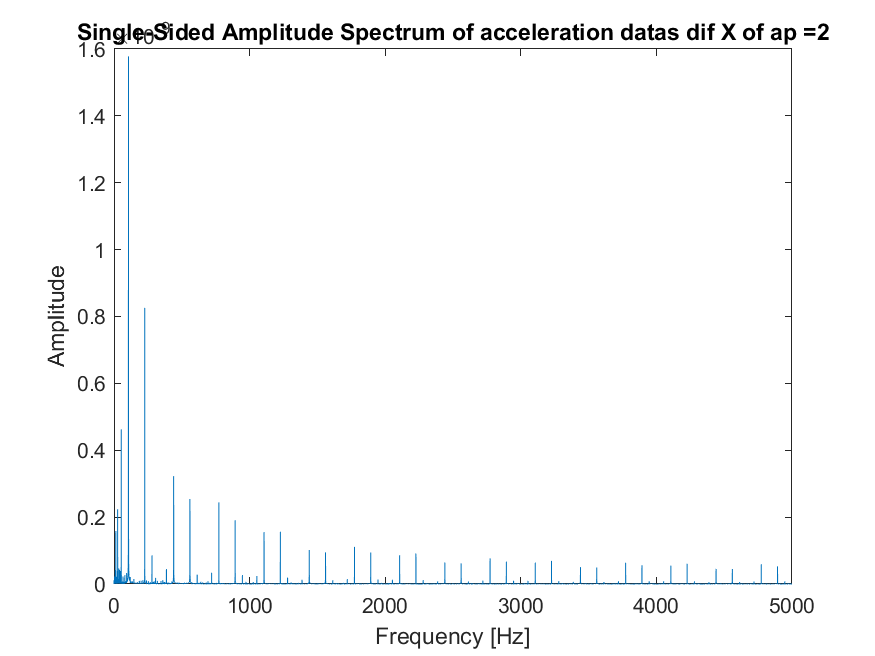 Single-Sided Amplitude Spectrum of acceleration datas dif X of ap =2
1.6
1.4
1.2
1
0.8
0.6
0.4
0.2
0
Amplitude
0 1000 2000 3000 4000 5000
Frequency [Hz]